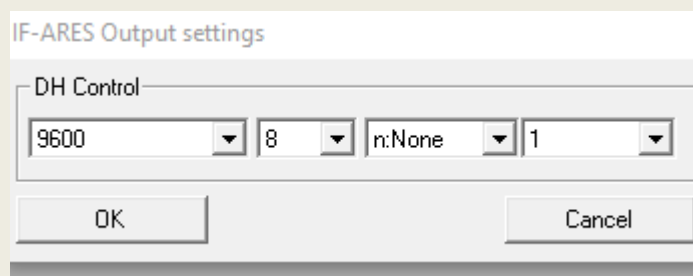 IF-ARES Output settings
DH Control
9600 8 n:None 1
OK Cancel